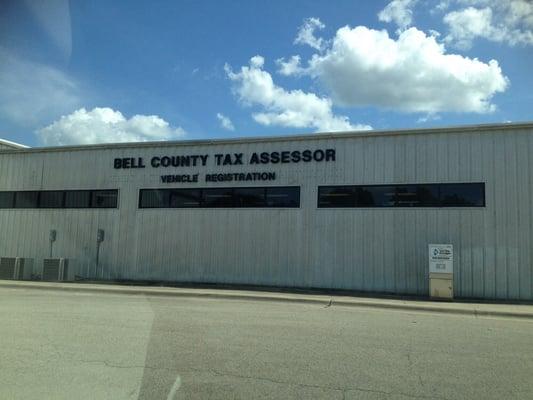 BELL COUNTY TAX ASSESSOR
VEHICLE REGISTRATION